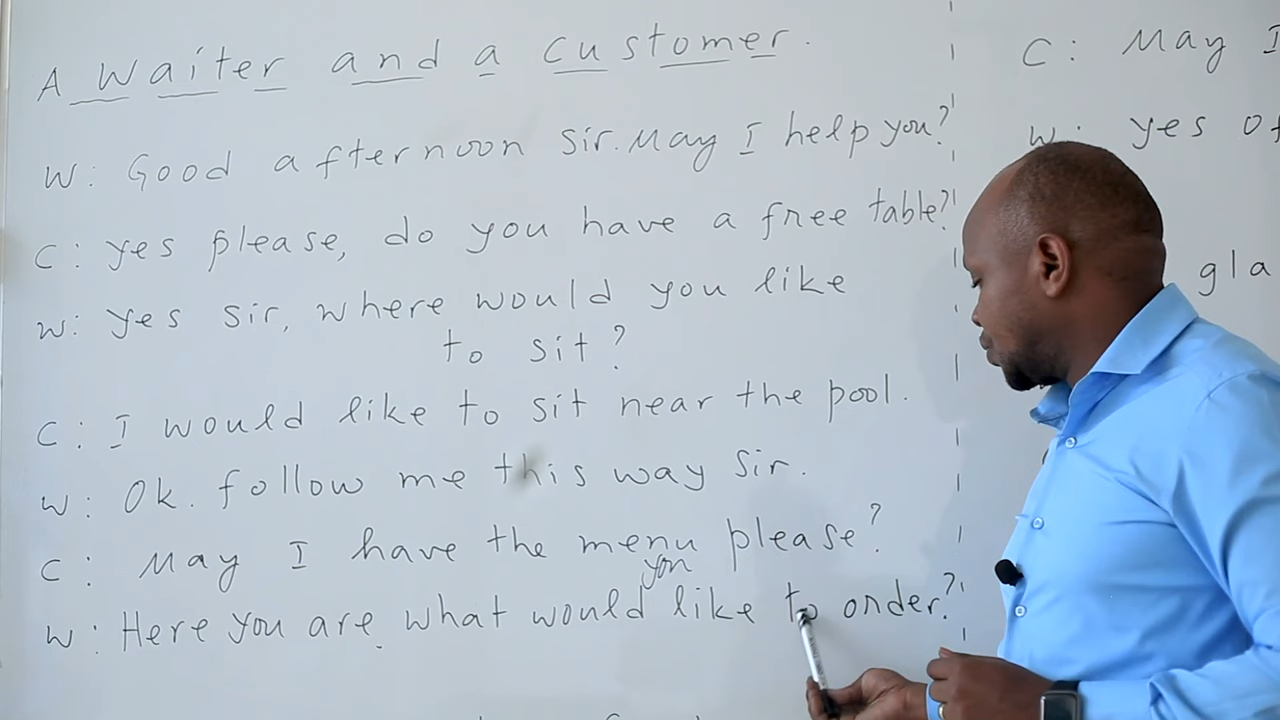 A Waiter and a customer.
W: Good afternoon Sir. May I help you?
C: yes please, do you have a free table?
W: yes sir, where would you like
to sit?
C: I would like to sit near the pool.
W: Ok. follow me this way Sir.
C: May I have the menu please?
you
W: Here you are. what would like to order?
C: May I
W: yes of
gla